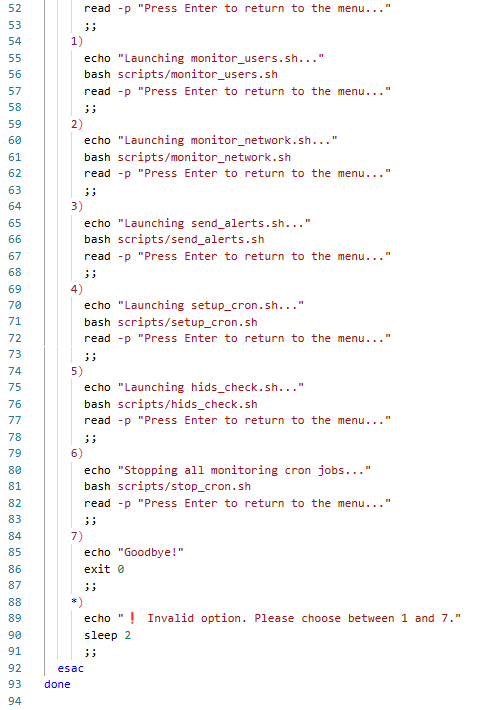 52 read -p "Press Enter to return to the menu..."
53 ;;
54 1)
55 echo "Launching monitor_users.sh..."
56 bash scripts/monitor_users.sh
57 read -p "Press Enter to return to the menu..."
58 ;;
59 2)
60 echo "Launching monitor_network.sh..."
61 bash scripts/monitor_network.sh
62 read -p "Press Enter to return to the menu..."
63 ;;
64 3)
65 echo "Launching send_alerts.sh..."
66 bash scripts/send_alerts.sh
67 read -p "Press Enter to return to the menu..."
68 ;;
69 4)
70 echo "Launching setup_cron.sh..."
71 bash scripts/setup_cron.sh
72 read -p "Press Enter to return to the menu..."
73 ;;
74 5)
75 echo "Launching hids_check.sh..."
76 bash scripts/hids_check.sh
77 read -p "Press Enter to return to the menu..."
78 ;;
79 6)
80 echo "Stopping all monitoring cron jobs..."
81 bash scripts/stop_cron.sh
82 read -p "Press Enter to return to the menu..."
83 ;;
84 7)
85 echo "Goodbye!"
86 exit 0
87 ;;
88 *)
89 echo "❗ Invalid option. Please choose between 1 and 7."
90 sleep 2
91 ;;
92 esac
93 done
94